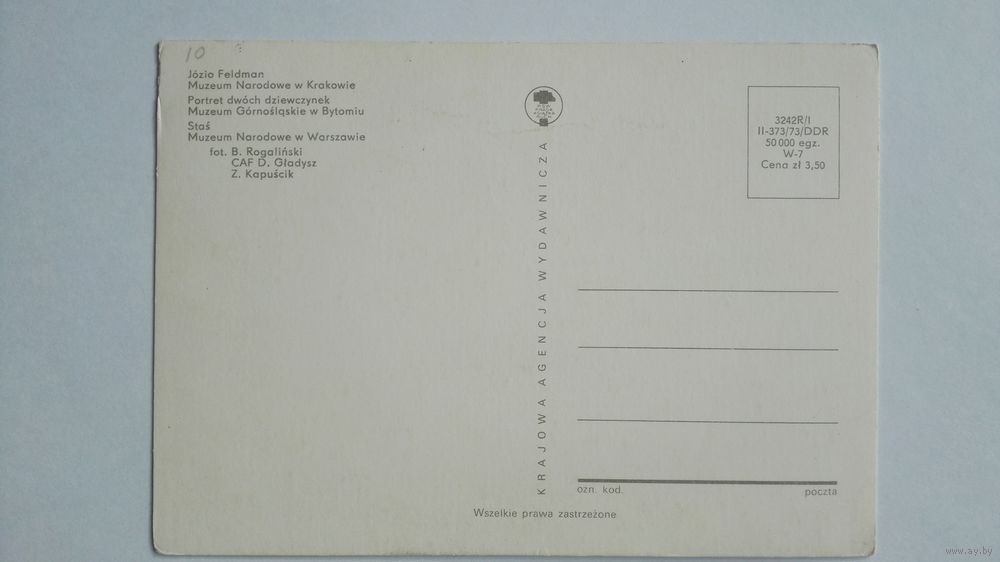 10
Józio Feldman
Muzeum Narodowe w Krakowie
Portret dwóch dziewczynek
Muzeum Górnośląskie w Bytomiu
Staś
Muzeum Narodowe w Warszawie
fot. B. Rogaliński
CAF D. Gładysz
Z. Kapuścik
KRAJOWA AGENCJA WYDAWNICZA
3242R/I
II-373/73/DDR
50 000 egz.
W-7
Cena zł 3,50
ozn. kod.
poczta
Wszelkie prawa zastrzeżone
www.ay.by